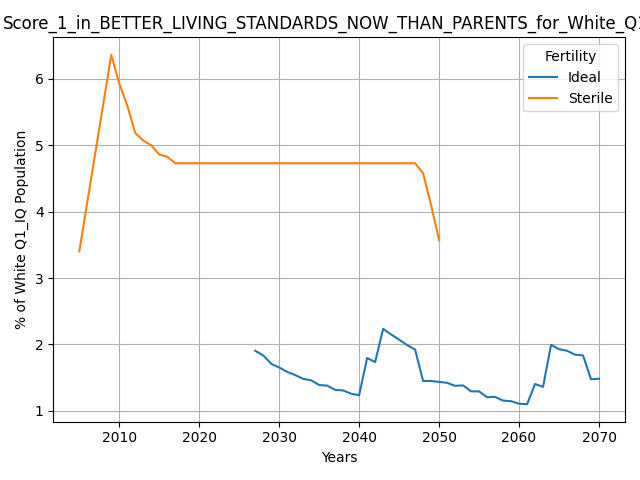 Score_1_in_BETTER_LIVING_STANDARDS_NOW_THAN_PARENTS_for_White_Q1
Fertility
Ideal
Sterile
% of White Q1_IQ Population
6
5
4
3
2
1
2010 2020 2030 2040 2050 2060 2070
Years